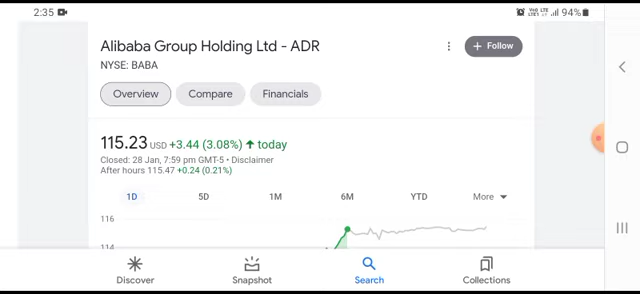 2:35 94%
Alibaba Group Holding Ltd - ADR
+ Follow
NYSE: BABA
Overview Compare Financials
115.23 USD +3.44 (3.08%) today
Closed: 28 Jan, 7:59 pm GMT-5 • Disclaimer
After hours 115.47 +0.24 (0.21%)
1D 5D 1M 6M YTD More
116
114
Discover Snapshot Search Collections